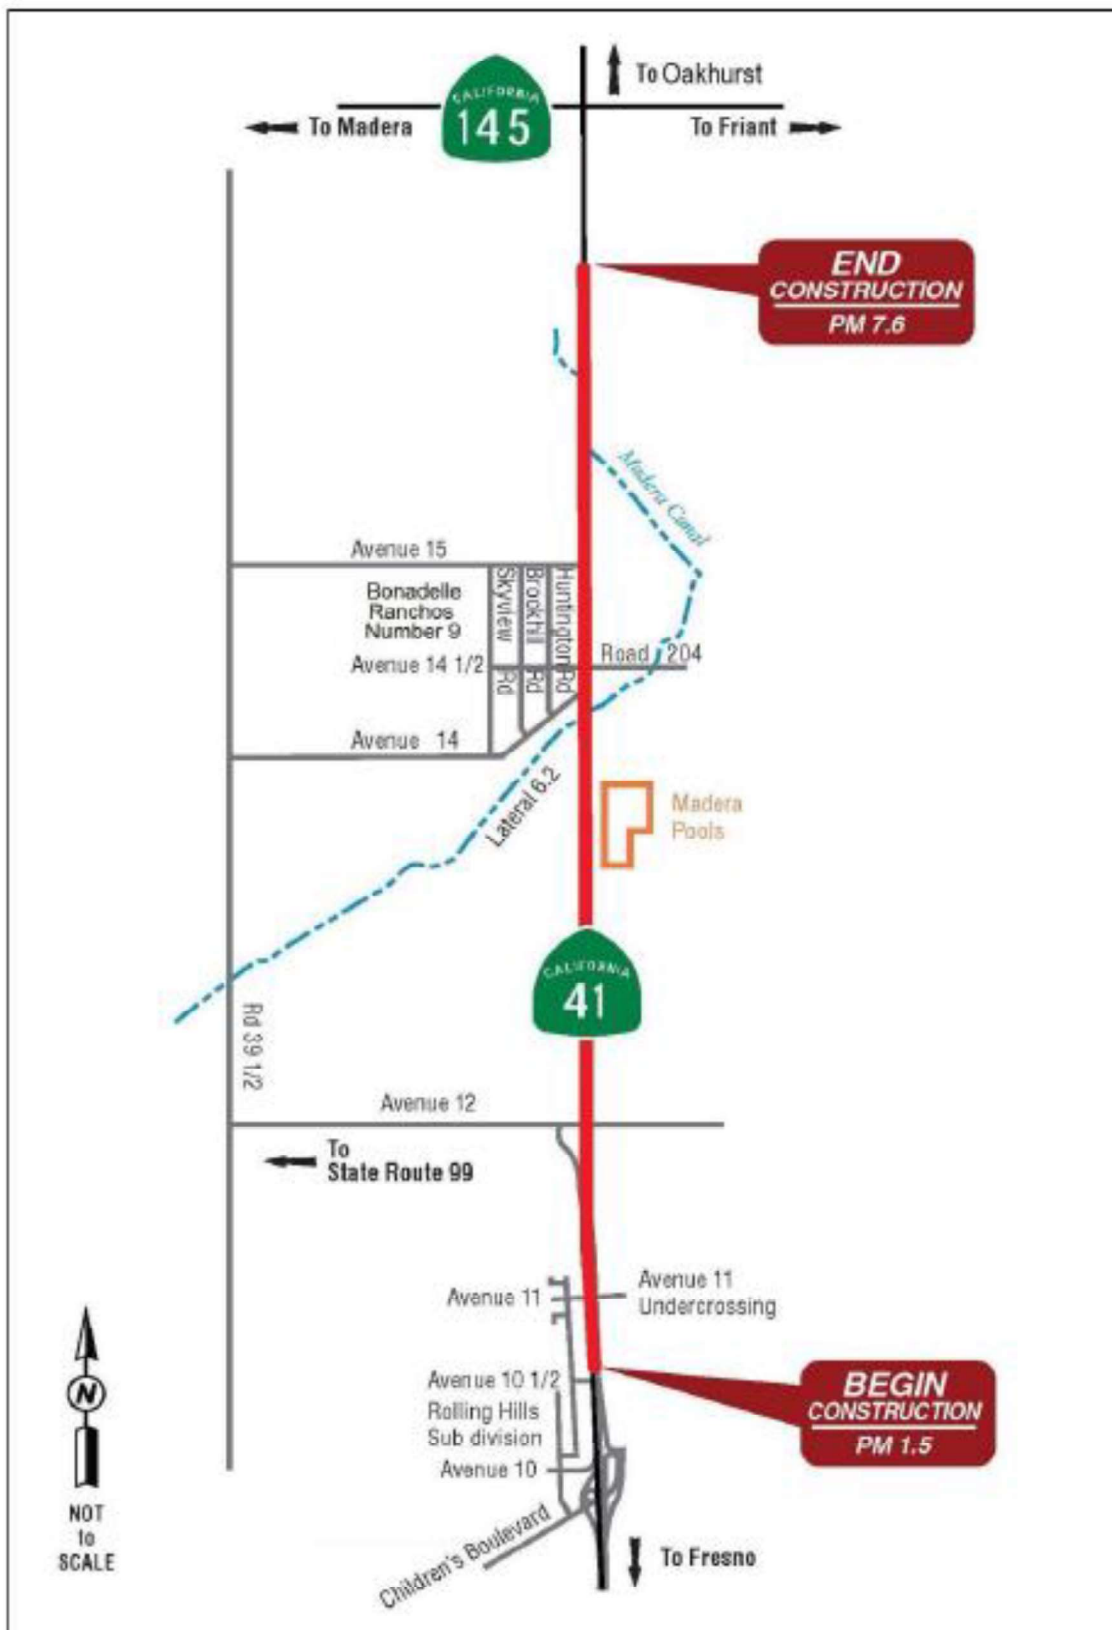 To Oakhurst
CALIFORNIA
145
To Madera
To Friant
END
CONSTRUCTION
PM 7.6
Madera Canal
Avenue 15
Bonadelle
Ranchos
Number 9
Skyview Rd
Brockhill Rd
Huntington Rd
Avenue 14 1/2
Road 204
Avenue 14
Lateral 6.2
Madera
Pools
CALIFORNIA
41
Rd 39 1/2
Avenue 12
To
State Route 99
Avenue 11
Avenue 11
Undercrossing
Avenue 10 1/2
Rolling Hills
Sub division
Avenue 10
BEGIN
CONSTRUCTION
PM 1.5
Children's Boulevard
To Fresno
N
NOT
to
SCALE